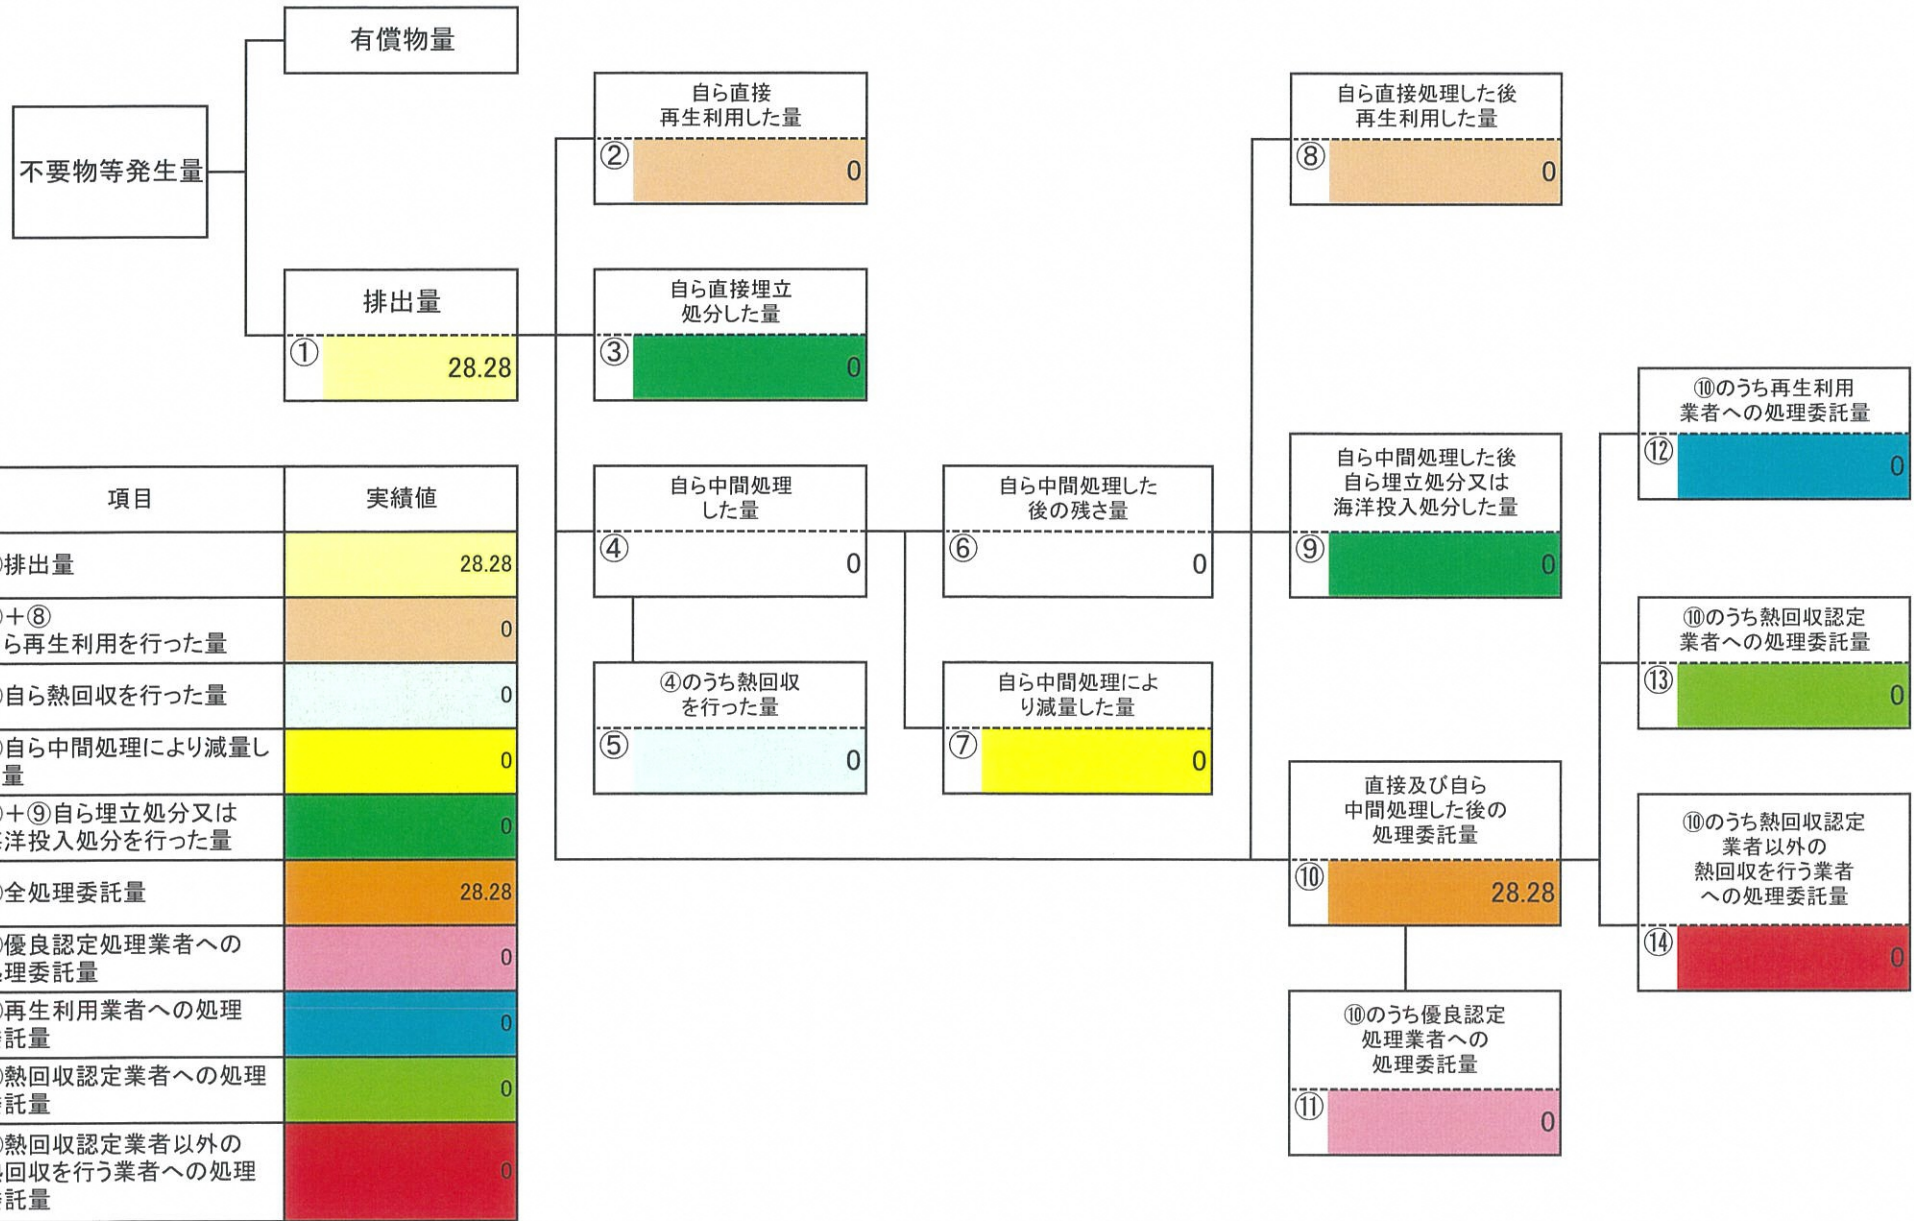 有償物量
不要物等発生量
排出量
①
28.28
自ら直接
再生利用した量
②
0
自ら直接埋立
処分した量
③
0
自ら中間処理
した量
④
0
④のうち熱回収
を行った量
⑤
0
自ら中間処理した
後の残さ量
⑥
0
自ら中間処理によ
り減量した量
⑦
0
自ら直接処理した後
再生利用した量
⑧
0
自ら中間処理した後
自ら埋立処分又は
海洋投入処分した量
⑨
0
直接及び自ら
中間処理した後の
処理委託量
⑩
28.28
⑩のうち優良認定
処理業者への
処理委託量
⑪
0
⑩のうち再生利用
業者への処理委託量
⑫
0
⑩のうち熱回収認定
業者への処理委託量
⑬
0
⑩のうち熱回収認定
業者以外の
熱回収を行う業者
への処理委託量
⑭
0
項目 実績値
排出量 28.28
+⑧
ら再生利用を行った量 0
自ら熱回収を行った量 0
自ら中間処理により減量し
量 0
+⑨自ら埋立処分又は
洋投入処分を行った量 0
全処理委託量 28.28
優良認定処理業者への
理委託量 0
再生利用業者への処理
託量 0
熱回収認定業者への処理
託量 0
熱回収認定業者以外の
回収を行う業者への処理
託量 0